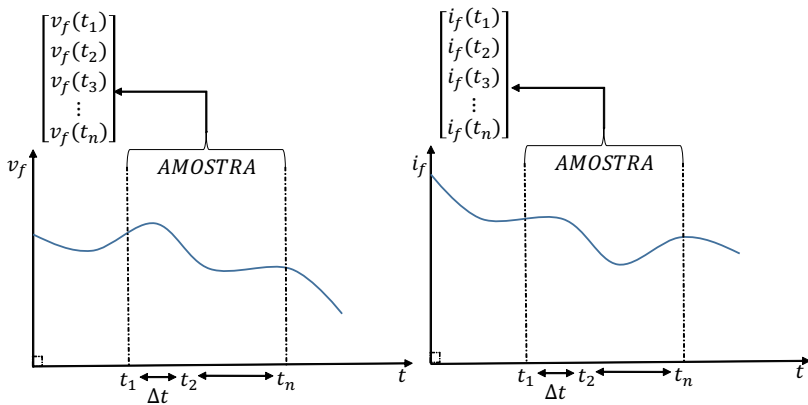 v_f(t_1)
v_f(t_2)
v_f(t_3)
⋮
v_f(t_n)
v_f
AMOSTRA
t_1 t_2 t_n t
Δt
i_f(t_1)
i_f(t_2)
i_f(t_3)
⋮
i_f(t_n)
i_f
AMOSTRA
t_1 t_2 t_n t
Δt